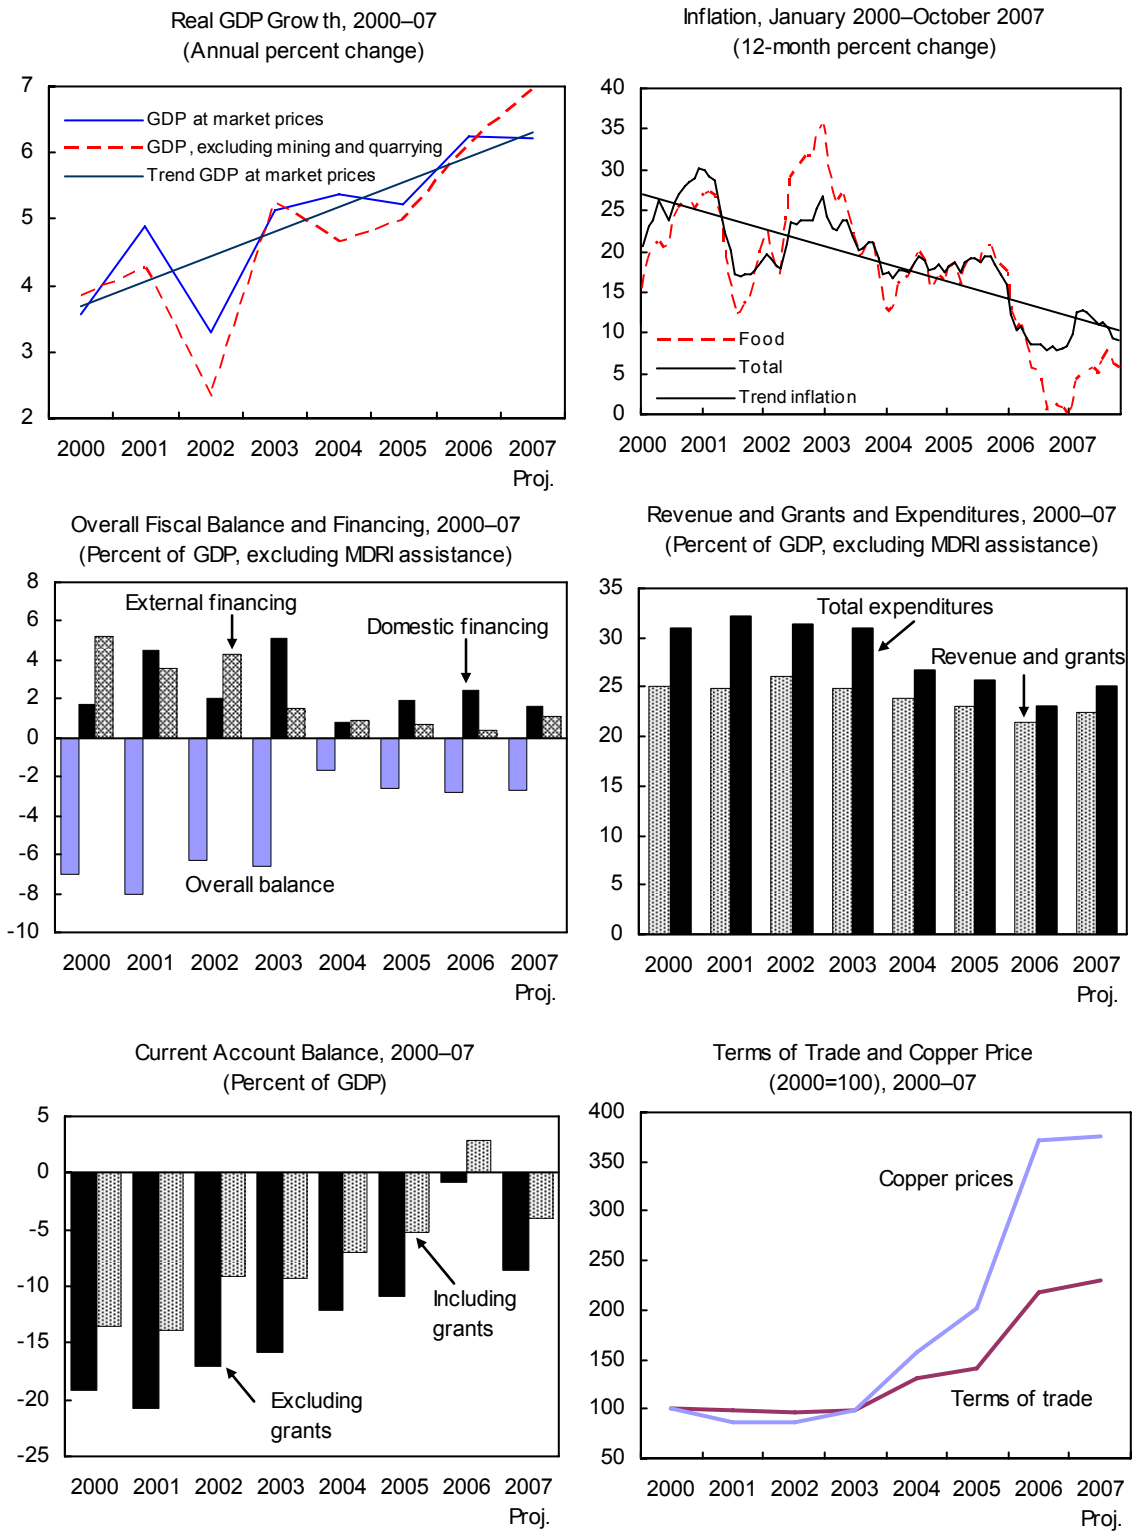 Real GDP Growth, 2000–07
(Annual percent change)
7
6
5
4
3
2
GDP at market prices
GDP, excluding mining and quarrying
Trend GDP at market prices
2000 2001 2002 2003 2004 2005 2006 2007
Proj.
Inflation, January 2000–October 2007
(12-month percent change)
40
35
30
25
20
15
10
5
0
Food
Total
Trend inflation
2000 2001 2002 2003 2004 2005 2006 2007
Overall Fiscal Balance and Financing, 2000–07
(Percent of GDP, excluding MDRI assistance)
8
6
4
2
0
-2
-4
-6
-8
-10
External financing
Domestic financing
Overall balance
2000 2001 2002 2003 2004 2005 2006 2007
Proj.
Revenue and Grants and Expenditures, 2000–07
(Percent of GDP, excluding MDRI assistance)
35
30
25
20
15
10
5
0
Total expenditures
Revenue and grants
2000 2001 2002 2003 2004 2005 2006 2007
Proj.
Current Account Balance, 2000–07
(Percent of GDP)
5
0
-5
-10
-15
-20
-25
Including
grants
Excluding
grants
2000 2001 2002 2003 2004 2005 2006 2007
Proj.
Terms of Trade and Copper Price
(2000=100), 2000–07
400
350
300
250
200
150
100
50
Copper prices
Terms of trade
2000 2001 2002 2003 2004 2005 2006 2007
Proj.